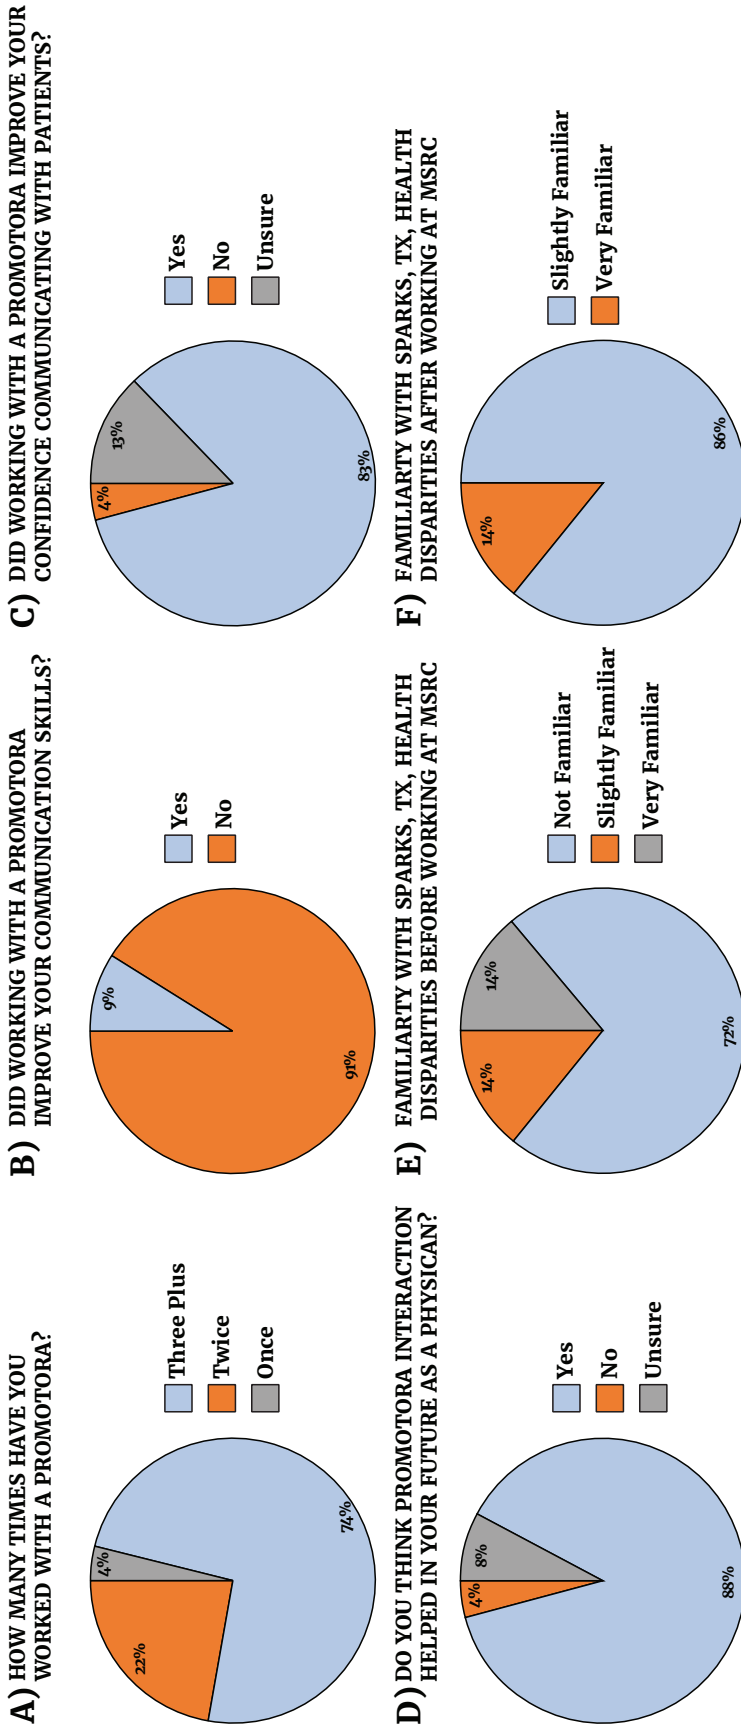 A) HOW MANY TIMES HAVE YOU
WORKED WITH A PROMOTORA?
4%
22%
74%
Three Plus
Twice
Once
B) DID WORKING WITH A PROMOTORA
IMPROVE YOUR COMMUNICATION SKILLS?
9%
91%
Yes
No
C) DID WORKING WITH A PROMOTORA IMPROVE YOUR
CONFIDENCE COMMUNICATING WITH PATIENTS?
4%
13%
83%
Yes
No
Unsure
D) DO YOU THINK PROMOTORA INTERACTION
HELPED IN YOUR FUTURE AS A PHYSICAN?
4%
8%
88%
Yes
No
Unsure
E) FAMILIARTY WITH SPARKS, TX, HEALTH
DISPARITIES BEFORE WORKING AT MSRC
14%
14%
72%
Not Familiar
Slightly Familiar
Very Familiar
F) FAMILIARTY WITH SPARKS, TX, HEALTH
DISPARITIES AFTER WORKING AT MSRC
14%
86%
Slightly Familiar
Very Familiar